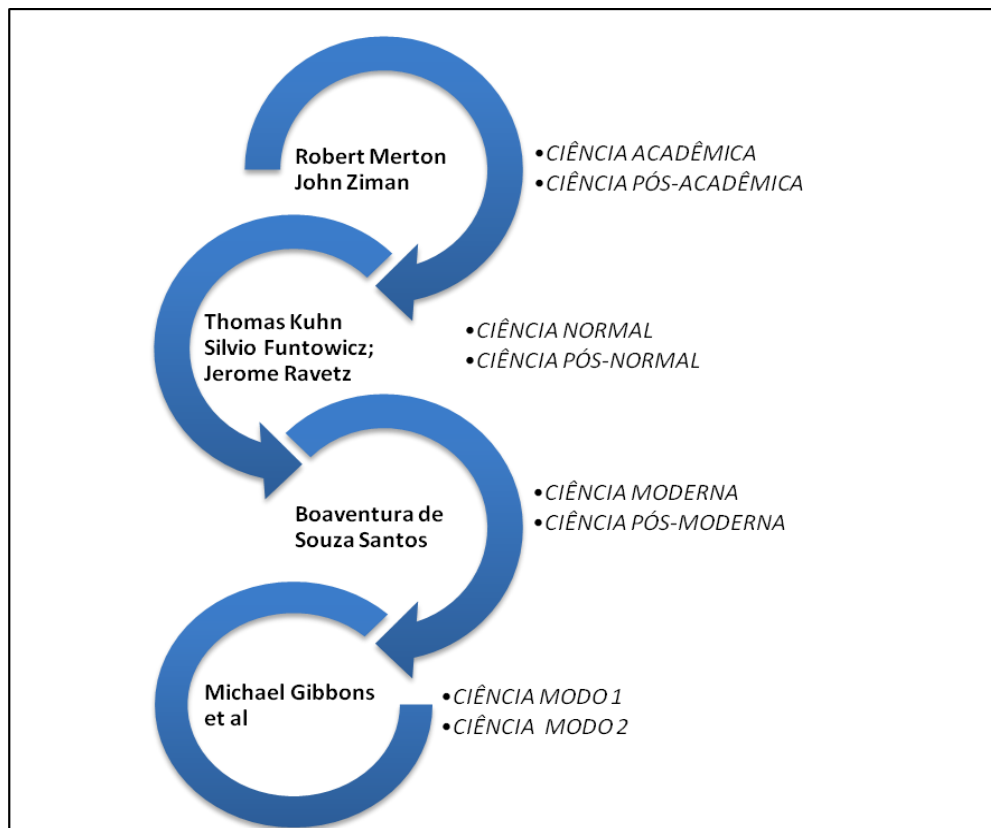 Robert Merton
John Ziman
•CIÊNCIA ACADÊMICA
•CIÊNCIA PÓS-ACADÊMICA
Thomas Kuhn
Silvio Funtowicz;
Jerome Ravetz
•CIÊNCIA NORMAL
•CIÊNCIA PÓS-NORMAL
Boaventura de
Souza Santos
•CIÊNCIA MODERNA
•CIÊNCIA PÓS-MODERNA
Michael Gibbons
et al
•CIÊNCIA MODO 1
•CIÊNCIA MODO 2